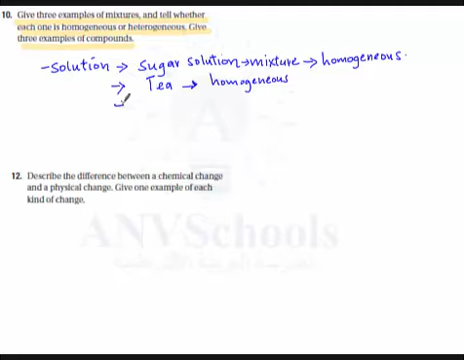 10. Give three examples of mixtures, and tell whether
each one is homogeneous or heterogeneous. Give
three examples of compounds.
-Solution → Sugar solution→mixture → homogeneous.
→ Tea → homogeneous
12. Describe the difference between a chemical change
and a physical change. Give one example of each
kind of change.
ANVSchools